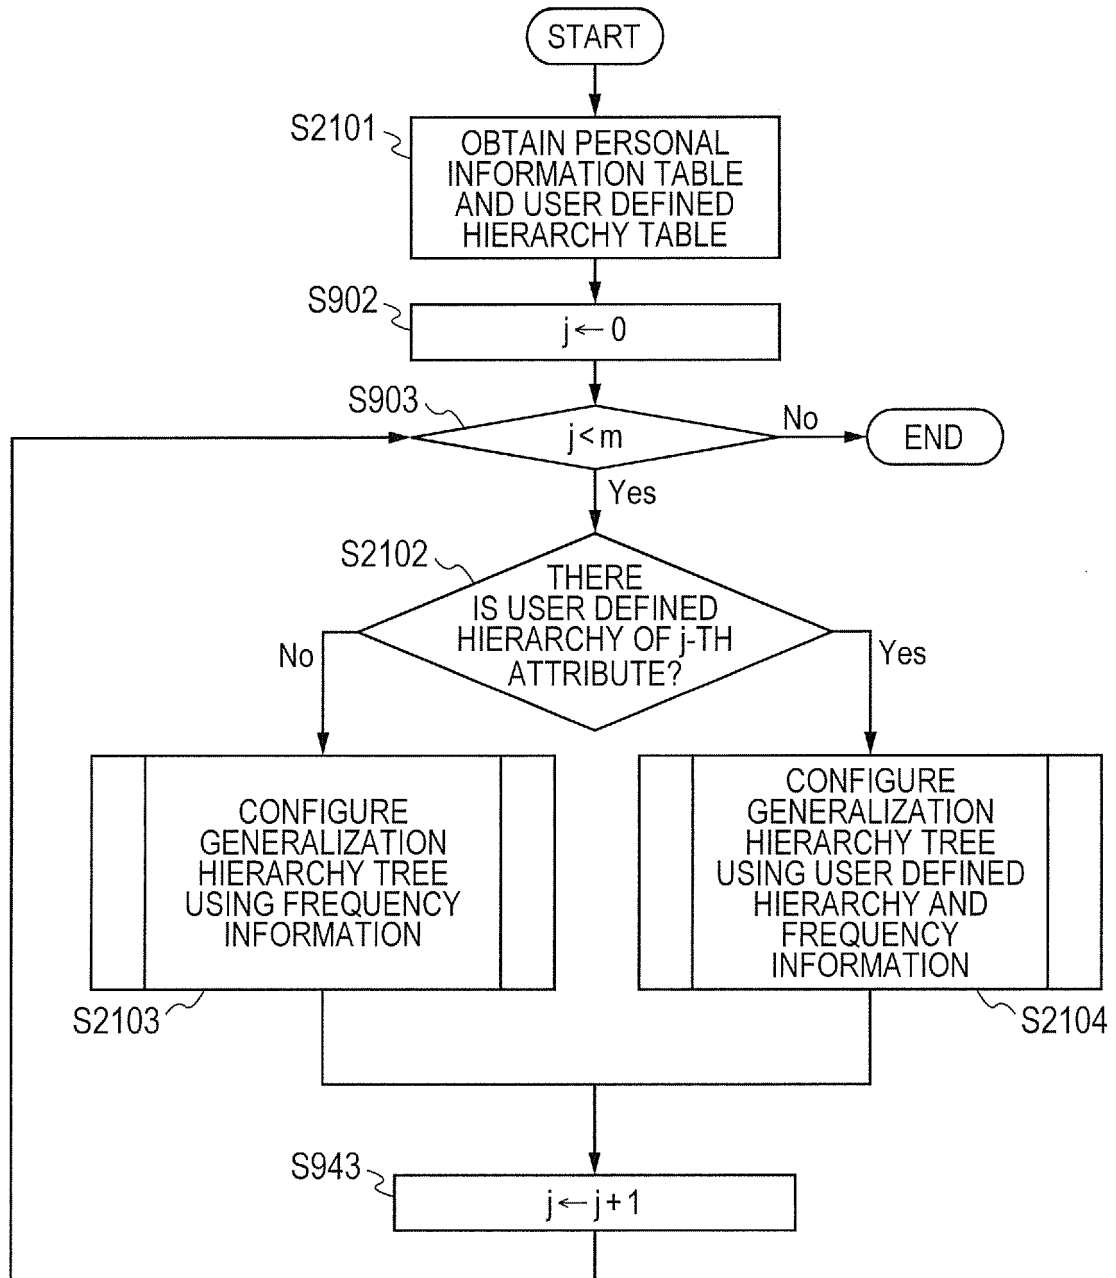 START
S2101
OBTAIN PERSONAL
INFORMATION TABLE
AND USER DEFINED
HIERARCHY TABLE
S902
j ← 0
S903
j < m
No
END
Yes
S2102
THERE
IS USER DEFINED
HIERARCHY OF j-TH
ATTRIBUTE?
No
Yes
CONFIGURE
GENERALIZATION
HIERARCHY TREE
USING FREQUENCY
INFORMATION
S2103
CONFIGURE
GENERALIZATION
HIERARCHY TREE
USING USER DEFINED
HIERARCHY AND
FREQUENCY
INFORMATION
S2104
S943
j ← j + 1